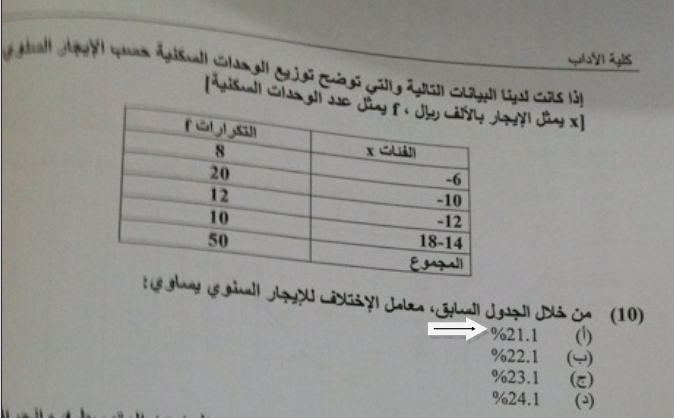 كلية الآداب
إذا كانت لدينا البيانات التالية والتي توضح توزيع الوحدات السكنية حسب الإيجار السنوي
[x يمثل الإيجار بالألف ريال ، f يمثل عدد الوحدات السكنية]
الفئات x التكرارات f
6- 8
10- 20
12- 12
14-18 10
المجموع 50
(10) من خلال الجدول السابق، معامل الإختلاف للإيجار السنوي يساوي:
(أ) 21.1%
(ب) 22.1%
(ج) 23.1%
(د) 24.1%